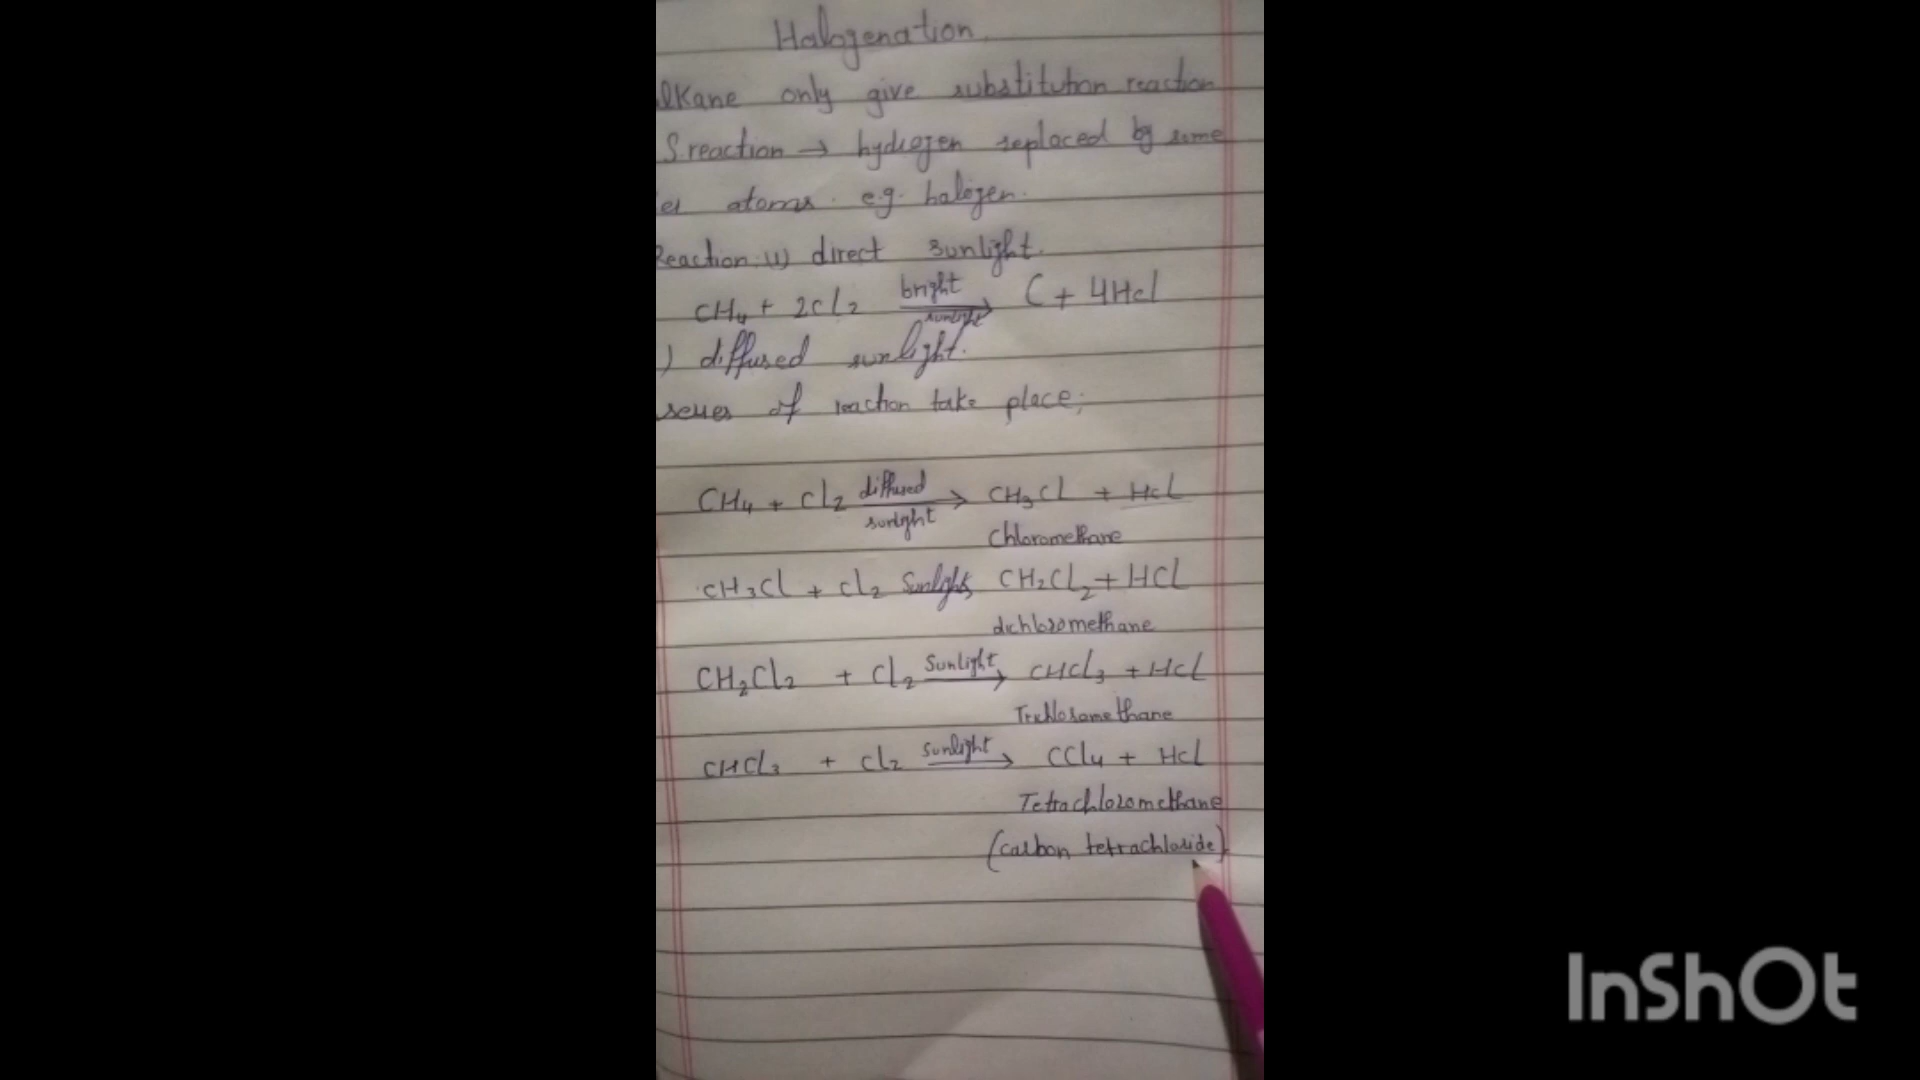 Halogenation
lkane only give substitution reaction
S.reaction → hydrogen replaced by some
er atoms. e.g. halogen.
Reaction: (1) direct sunlight.
CH4 + 2Cl2 bright sunlight → C + 4HCl
) diffused sunlight.
series of reaction take place;
CH4 + Cl2 diffused sunlight → CH3Cl + HCl
Chloromethane
CH3Cl + Cl2 Sunlight CH2Cl2 + HCl
dichloromethane
CH2Cl2 + Cl2 Sunlight → CHCl3 + HCl
Trichloromethane
CHCl3 + Cl2 sunlight → CCl4 + HCl
Tetrachloromethane
(carbon tetrachloride)
InShOt